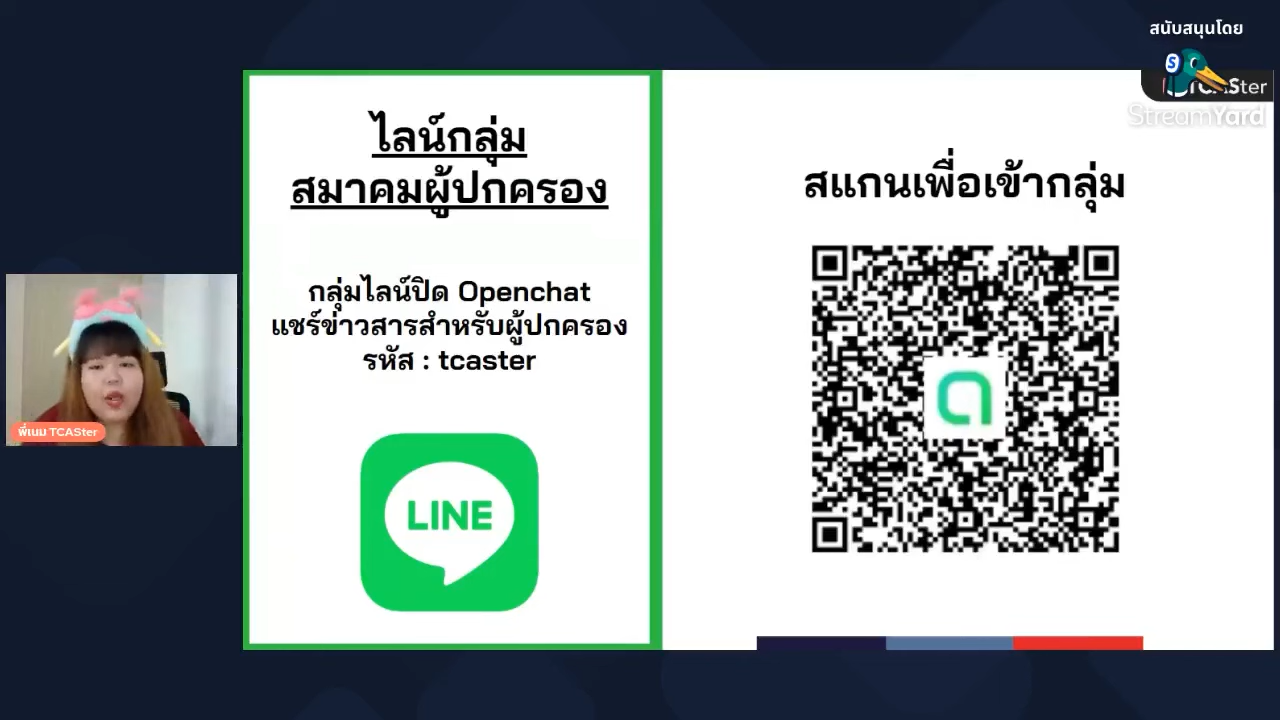 สนับสนุนโดย
StreamYard
ไลน์กลุ่ม
สมาคมผู้ปกครอง
กลุ่มไลน์ปิด Openchat
แชร์ข่าวสารสำหรับผู้ปกครอง
รหัส : tcaster
LINE
สแกนเพื่อเข้ากลุ่ม
พี่เนม TCASter